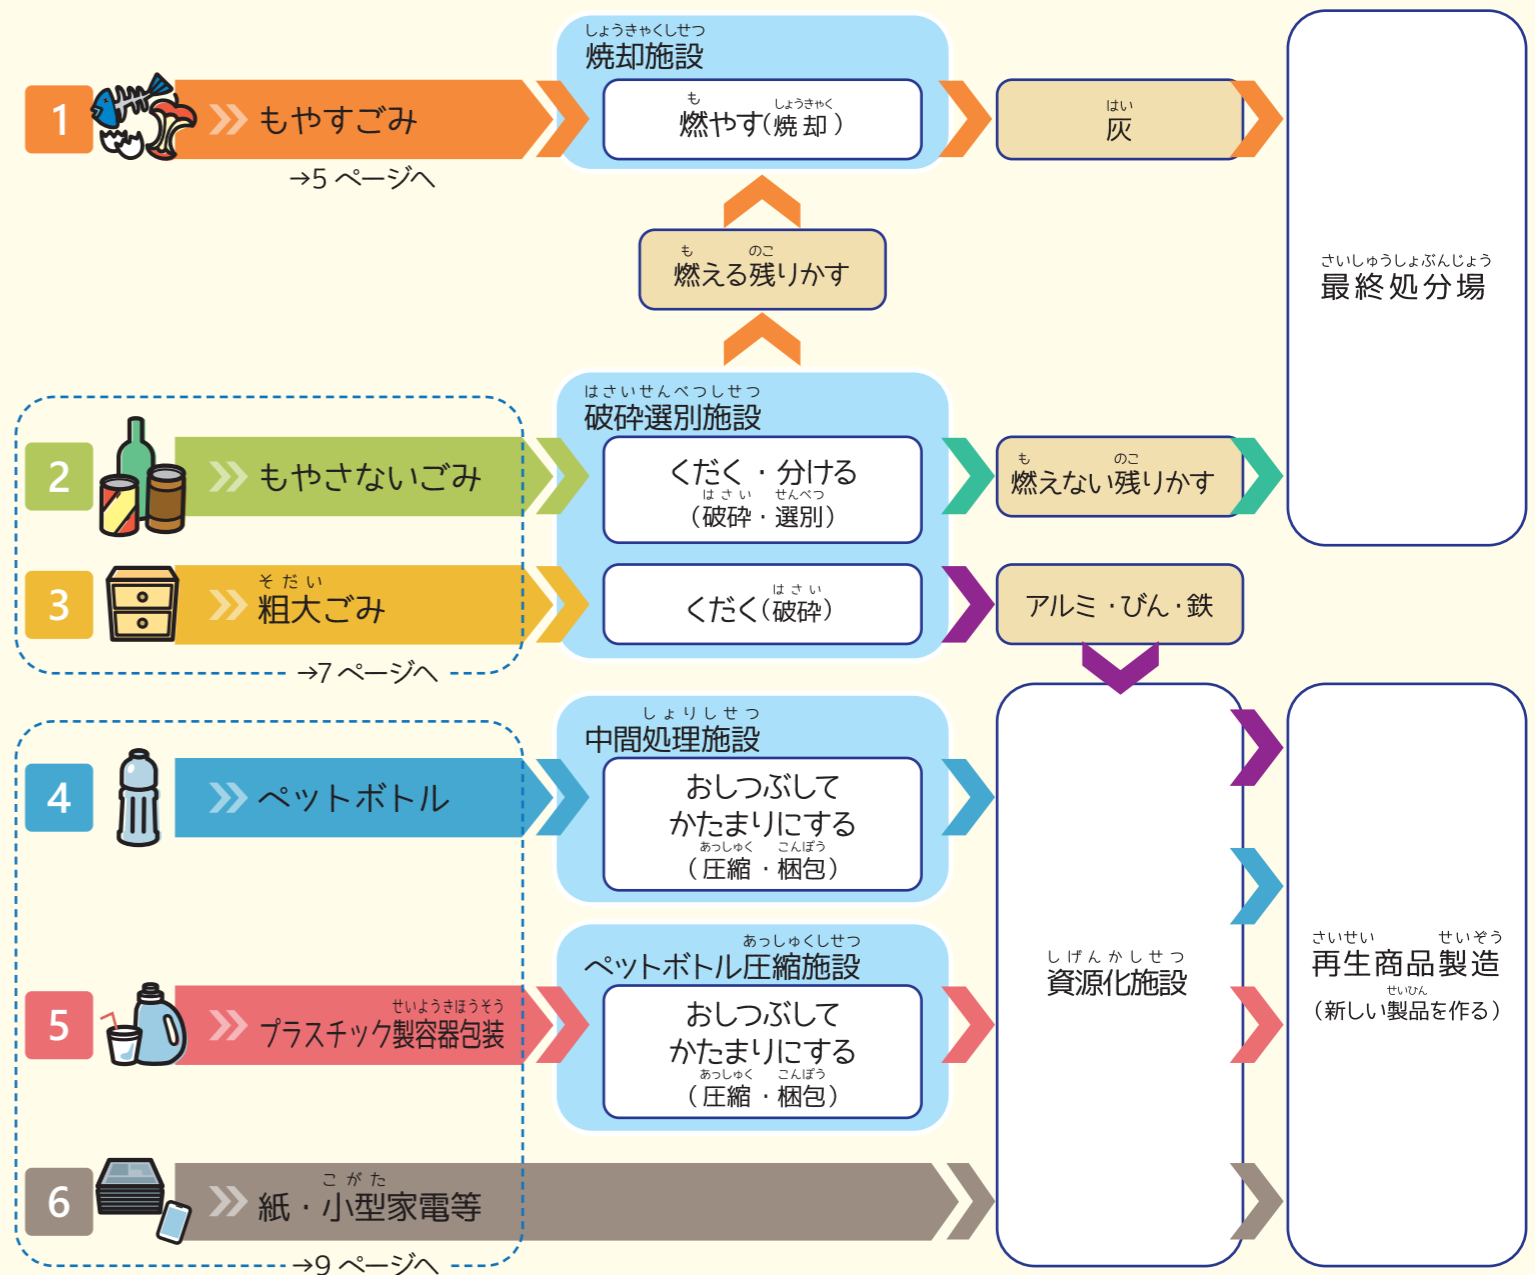 しょうきゃくしせつ
焼却施設
1
もやすごみ
→5 ページへ
も しょうきゃく
燃やす(焼却)
はい
灰
さいしゅうしょぶんじょう
最終処分場
も のこ
燃える残りかす
はさいせんべつしせつ
破砕選別施設
2
もやさないごみ
くだく・分ける
はさい せんべつ
(破砕・選別)
も のこ
燃えない残りかす
3
そだい
粗大ごみ
→7 ページへ
はさい
くだく(破砕)
アルミ・びん・鉄
しょりしせつ
中間処理施設
4
ペットボトル
おしつぶして
かたまりにする
あっしゅく こんぽう
(圧縮・梱包)
あっしゅくしせつ
ペットボトル圧縮施設
5
せいようきほうそう
プラスチック製容器包装
おしつぶして
かたまりにする
あっしゅく こんぽう
(圧縮・梱包)
しげんかしせつ
資源化施設
さいせい せいぞう
再生商品製造
せいひん
(新しい製品を作る)
6
こがた
紙・小型家電等
→9 ページへ